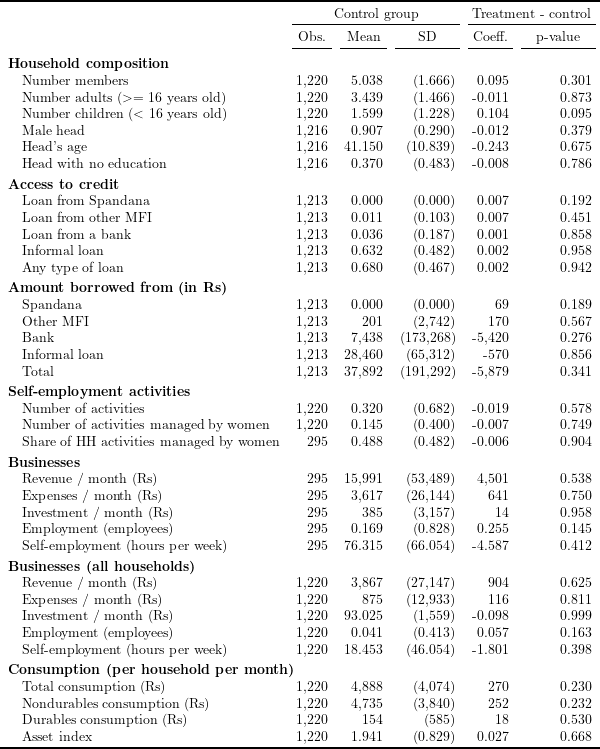 Control group Treatment - control
Obs. Mean SD Coeff. p-value
Household composition
Number members 1,220 5.038 (1.666) 0.095 0.301
Number adults (>= 16 years old) 1,220 3.439 (1.466) -0.011 0.873
Number children (< 16 years old) 1,220 1.599 (1.228) 0.104 0.095
Male head 1,216 0.907 (0.290) -0.012 0.379
Head's age 1,216 41.150 (10.839) -0.243 0.675
Head with no education 1,216 0.370 (0.483) -0.008 0.786
Access to credit
Loan from Spandana 1,213 0.000 (0.000) 0.007 0.192
Loan from other MFI 1,213 0.011 (0.103) 0.007 0.451
Loan from a bank 1,213 0.036 (0.187) 0.001 0.858
Informal loan 1,213 0.632 (0.482) 0.002 0.958
Any type of loan 1,213 0.680 (0.467) 0.002 0.942
Amount borrowed from (in Rs)
Spandana 1,213 0.000 (0.000) 69 0.189
Other MFI 1,213 201 (2,742) 170 0.567
Bank 1,213 7,438 (173,268) -5,420 0.276
Informal loan 1,213 28,460 (65,312) -570 0.856
Total 1,213 37,892 (191,292) -5,879 0.341
Self-employment activities
Number of activities 1,220 0.320 (0.682) -0.019 0.578
Number of activities managed by women 1,220 0.145 (0.400) -0.007 0.749
Share of HH activities managed by women 295 0.488 (0.482) -0.006 0.904
Businesses
Revenue / month (Rs) 295 15,991 (53,489) 4,501 0.538
Expenses / month (Rs) 295 3,617 (26,144) 641 0.750
Investment / month (Rs) 295 385 (3,157) 14 0.958
Employment (employees) 295 0.169 (0.828) 0.255 0.145
Self-employment (hours per week) 295 76.315 (66.054) -4.587 0.412
Businesses (all households)
Revenue / month (Rs) 1,220 3,867 (27,147) 904 0.625
Expenses / month (Rs) 1,220 875 (12,933) 116 0.811
Investment / month (Rs) 1,220 93.025 (1,559) -0.098 0.999
Employment (employees) 1,220 0.041 (0.413) 0.057 0.163
Self-employment (hours per week) 1,220 18.453 (46.054) -1.801 0.398
Consumption (per household per month)
Total consumption (Rs) 1,220 4,888 (4,074) 270 0.230
Nondurables consumption (Rs) 1,220 4,735 (3,840) 252 0.232
Durables consumption (Rs) 1,220 154 (585) 18 0.530
Asset index 1,220 1.941 (0.829) 0.027 0.668